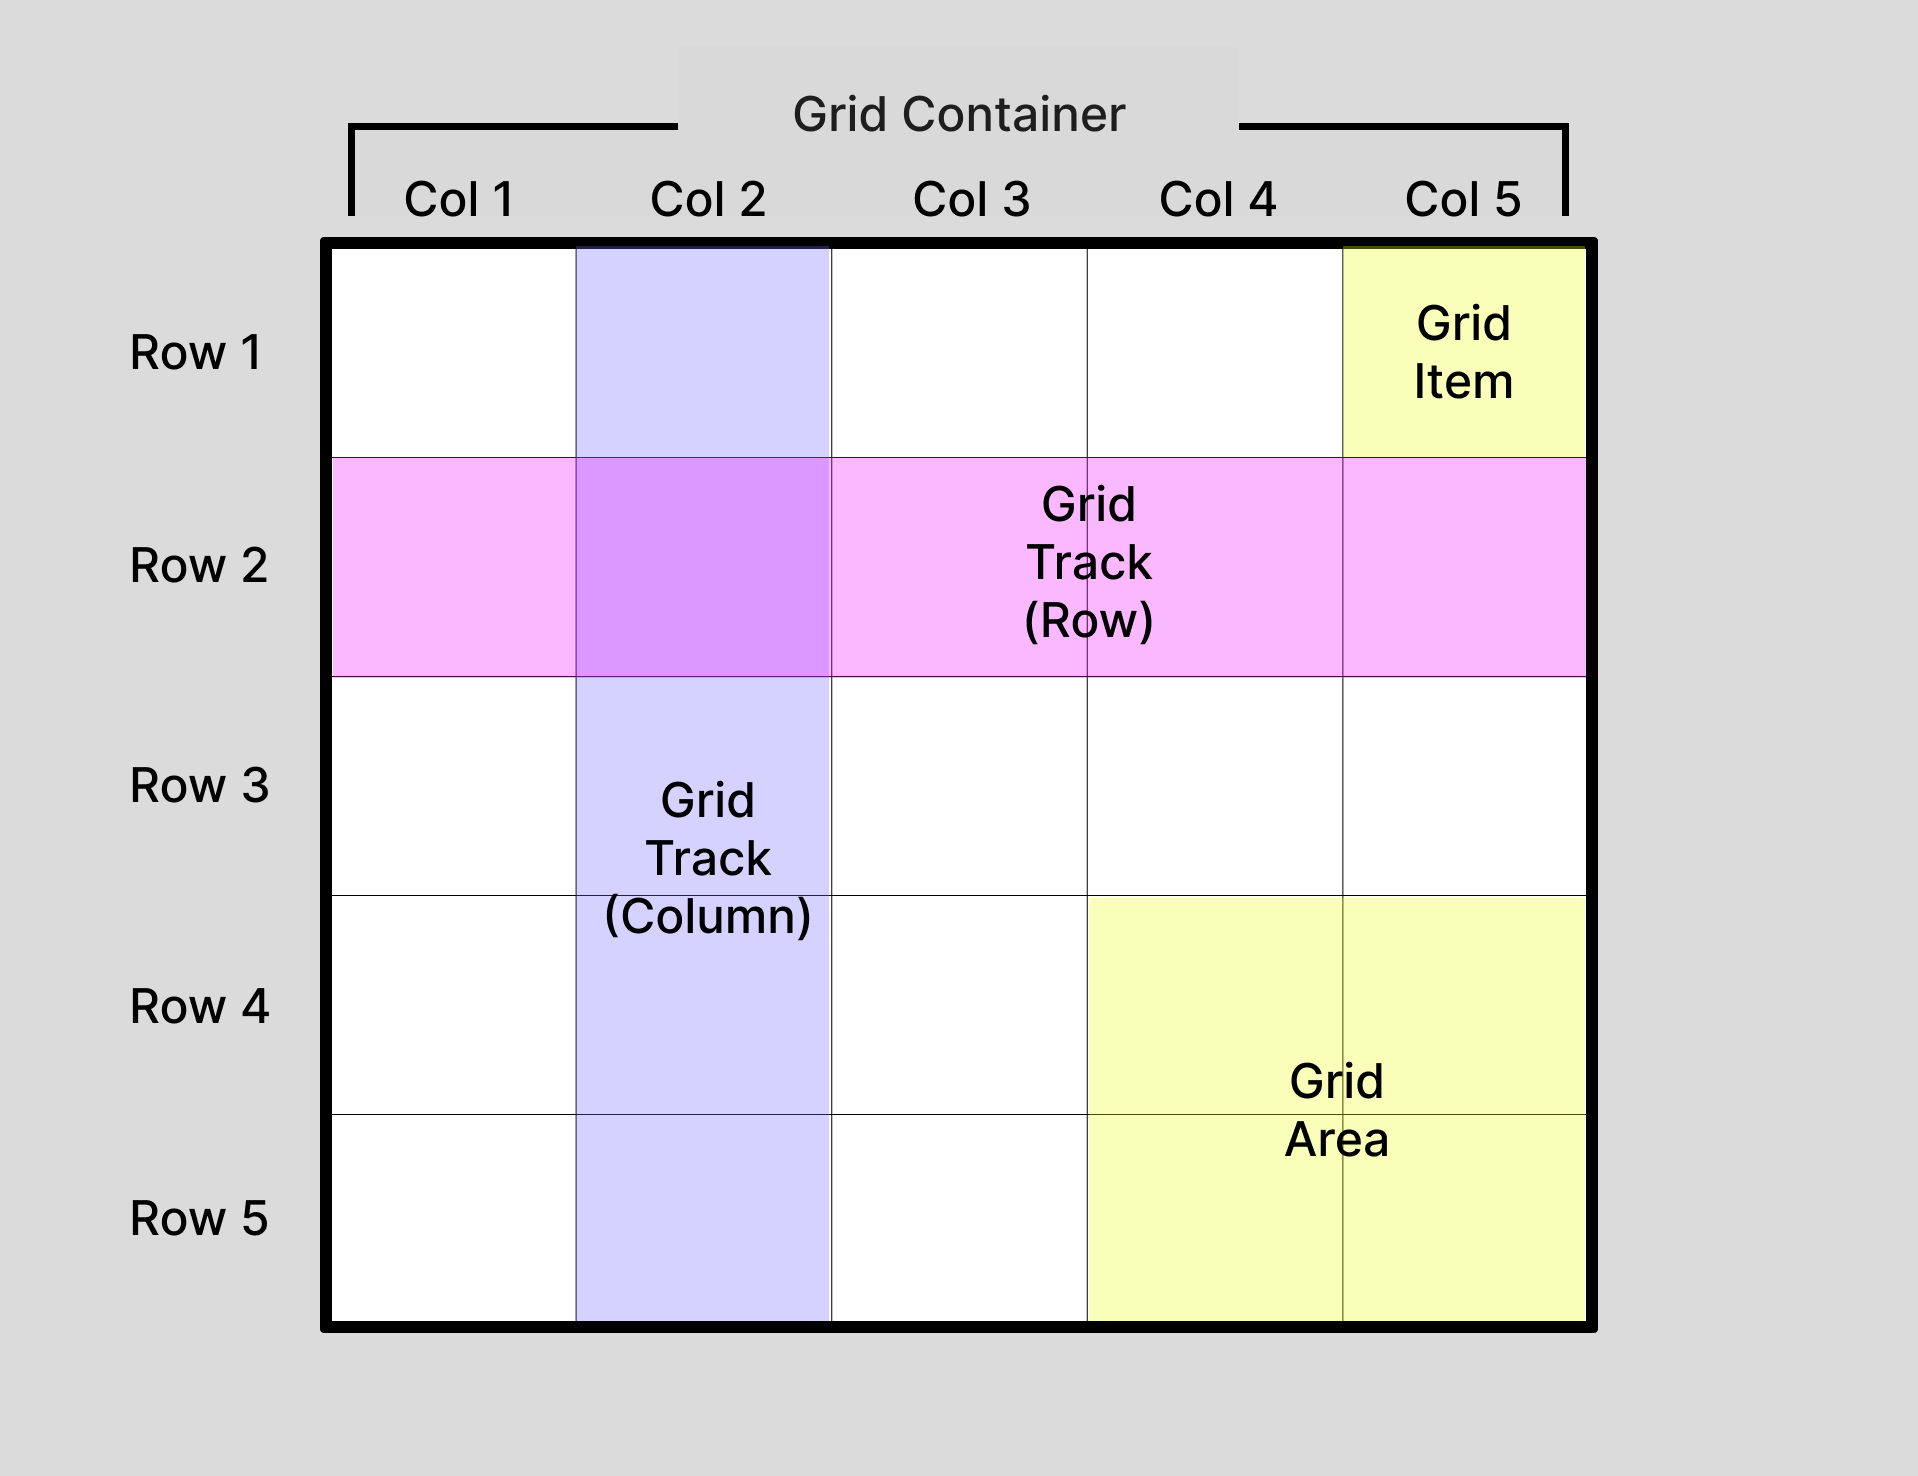 Grid Container
Col 1 Col 2 Col 3 Col 4 Col 5
Row 1
Grid
Item
Row 2
Grid
Track
(Row)
Row 3
Grid
Track
(Column)
Row 4
Grid
Area
Row 5